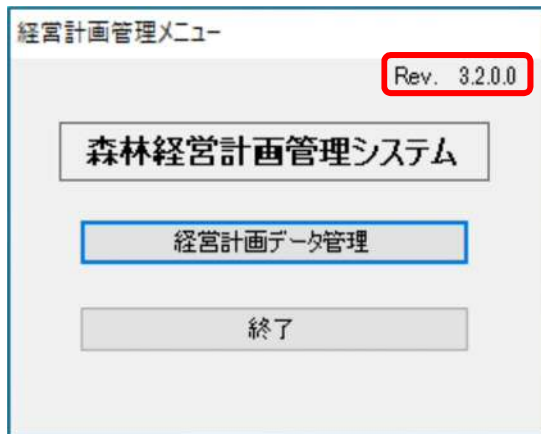 経営計画管理メニュー
Rev. 3.2.0.0
森林経営計画管理システム
経営計画データ管理
終了